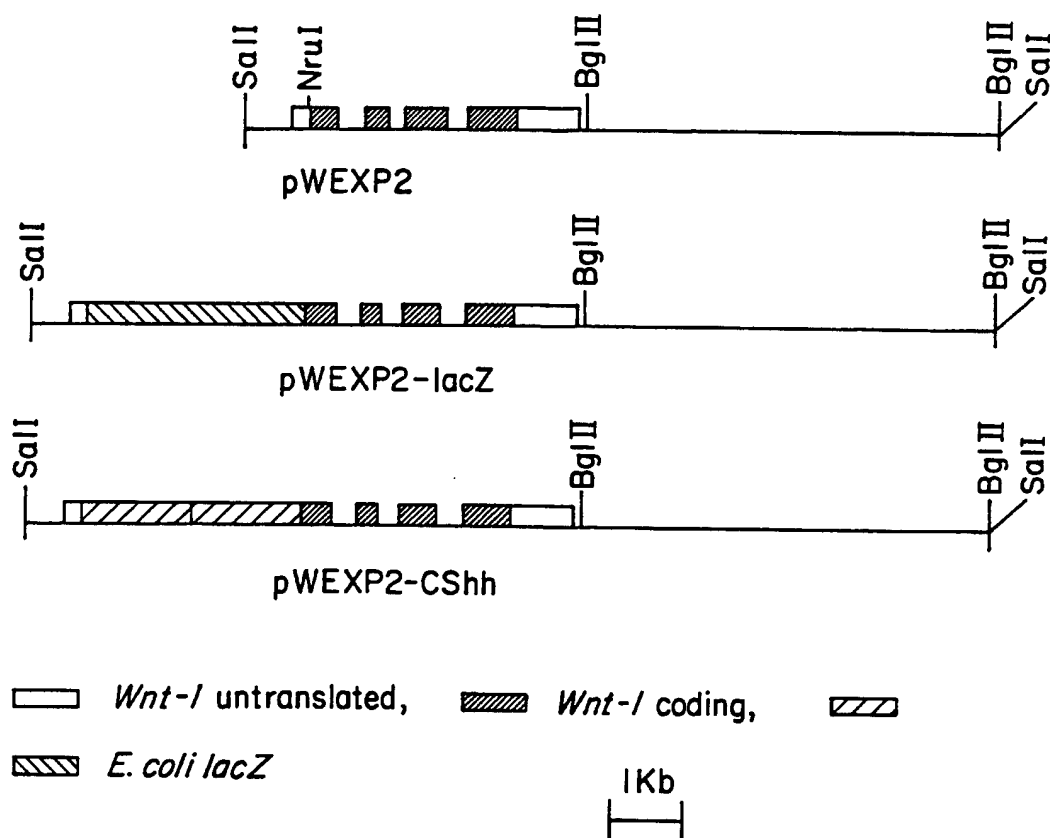 SalI NruI BglII BglII SalI
pWEXP2
SalI BglII BglII SalI
pWEXP2-lacZ
SalI BglII BglII SalI
pWEXP2-CShh
Wnt-1 untranslated, Wnt-1 coding,
E. coli lacZ
1Kb